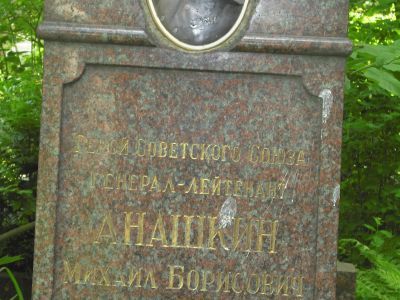 Герой Советского Союза
Генерал-лейтенант
АНАШКИН
Михаил Борисович